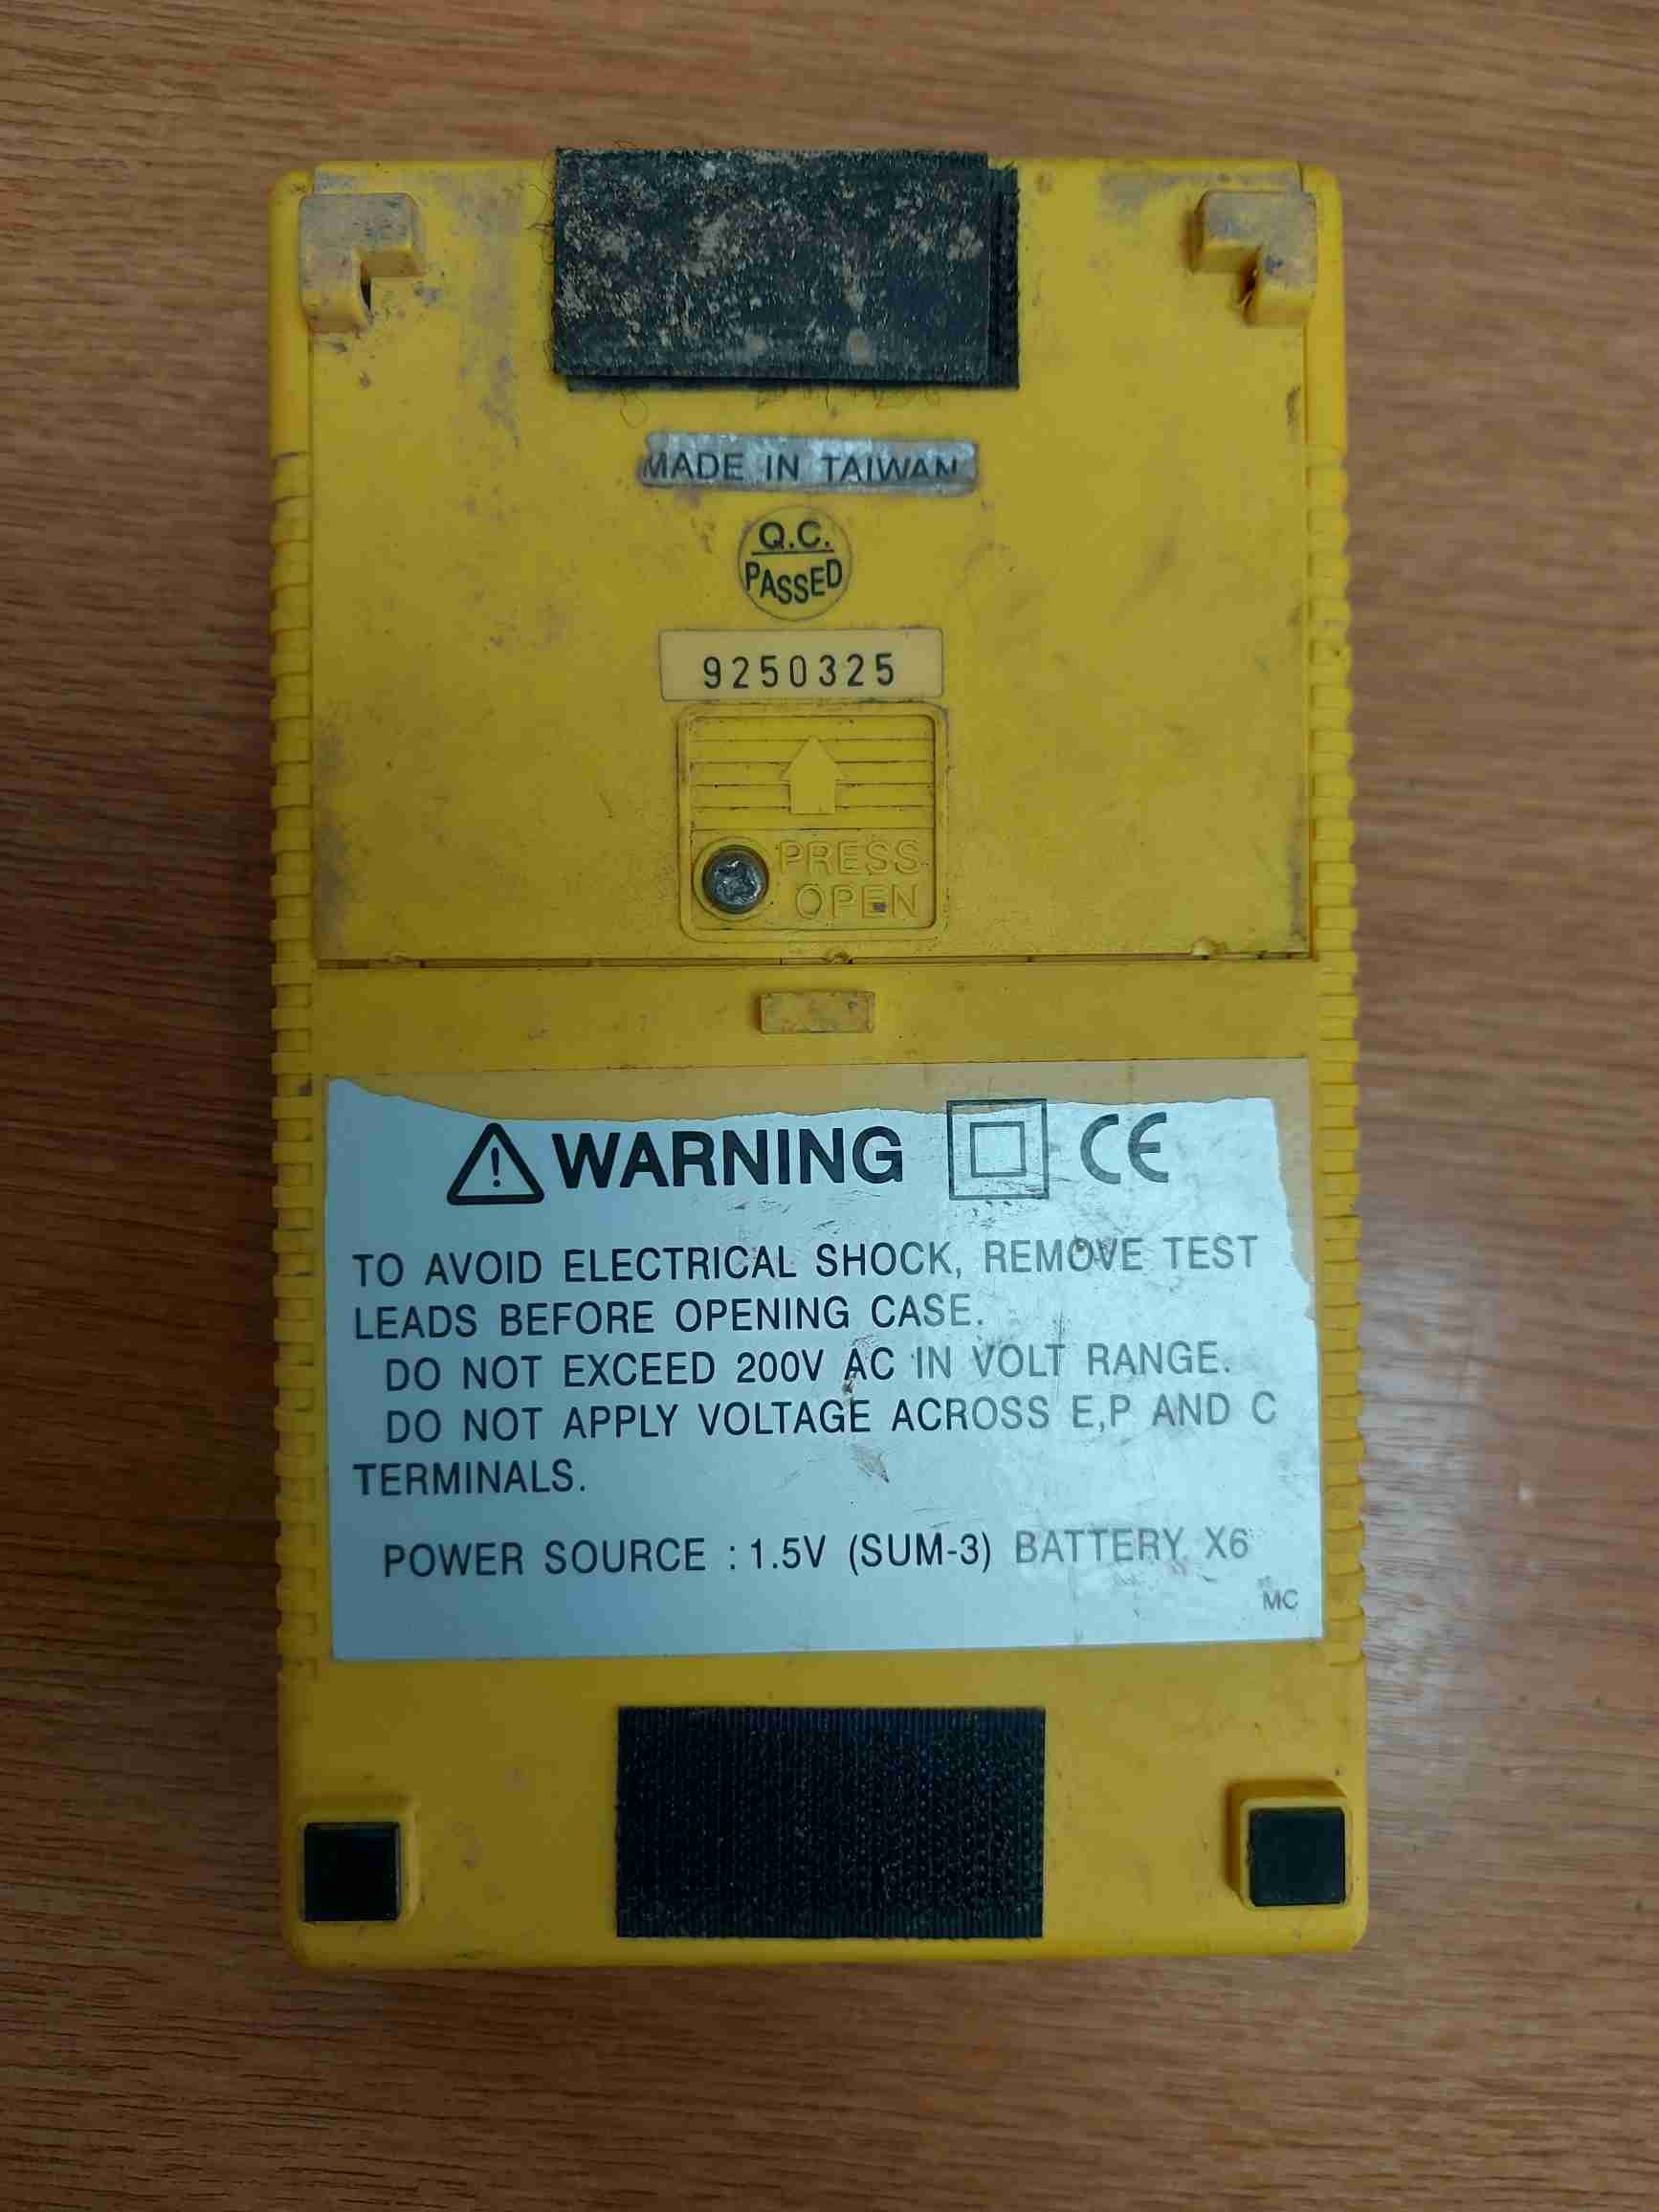 MADE IN TAIWAN
Q.C.
PASSED
9250325
PRESS
OPEN
WARNING CE
TO AVOID ELECTRICAL SHOCK, REMOVE TEST
LEADS BEFORE OPENING CASE.
DO NOT EXCEED 200V AC IN VOLT RANGE.
DO NOT APPLY VOLTAGE ACROSS E,P AND C
TERMINALS.
POWER SOURCE : 1.5V (SUM-3) BATTERY X6
MC